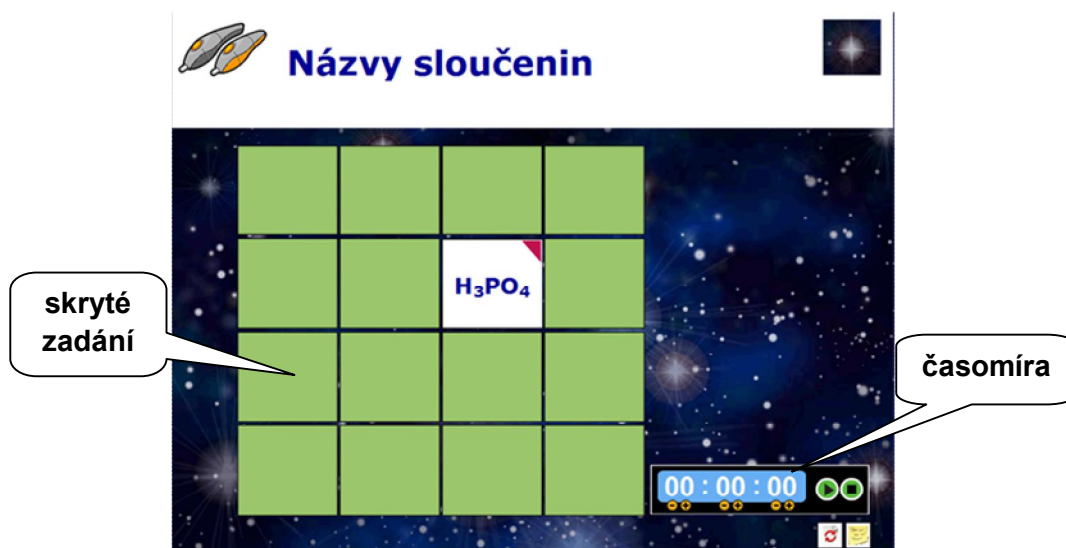 Názvy sloučenin
H₃PO₄
skryté
zadání
časomíra
00 : 00 : 00